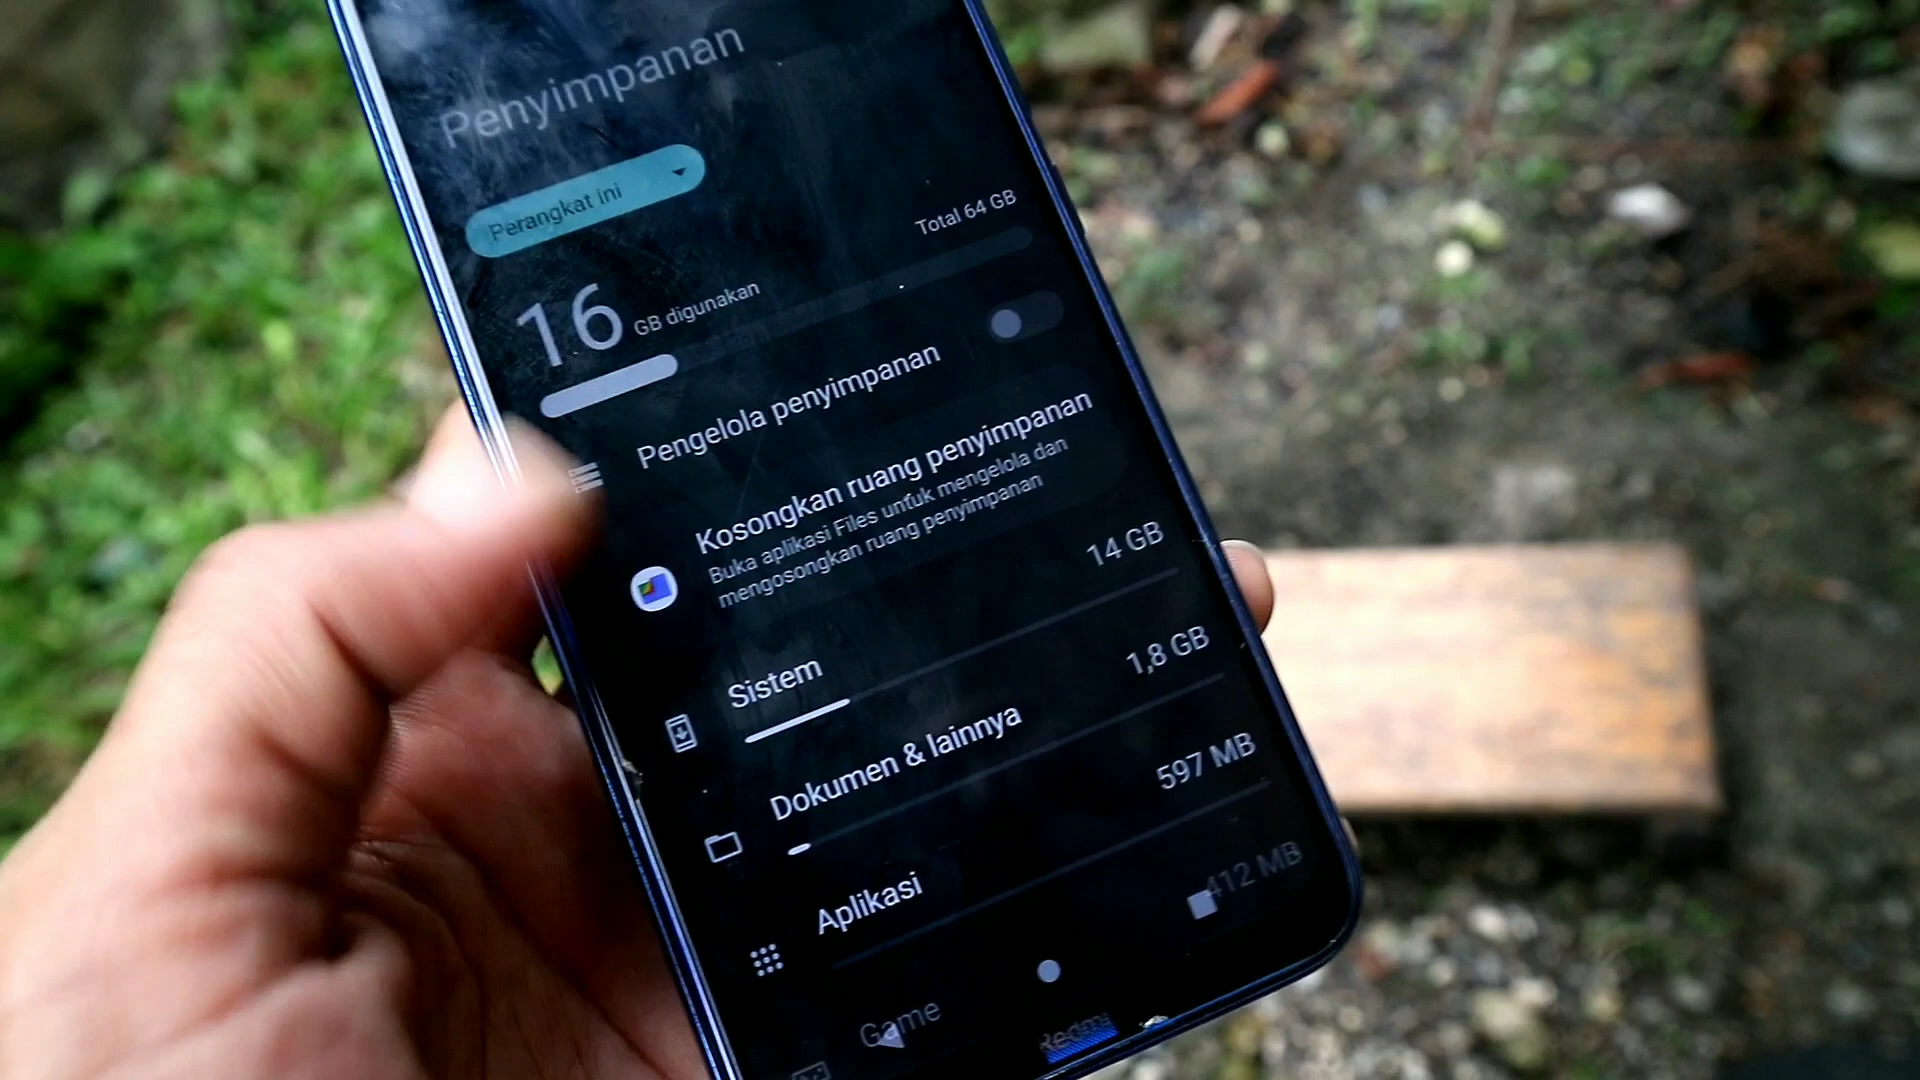 Penyimpanan
Perangkat ini
16 GB digunakan
Total 64 GB
Pengelola penyimpanan
Kosongkan ruang penyimpanan
Buka aplikasi Files untuk mengelola dan
mengosongkan ruang penyimpanan
Sistem
14 GB
Dokumen & lainnya
1,8 GB
Aplikasi
597 MB
Game
412 MB
Redmi